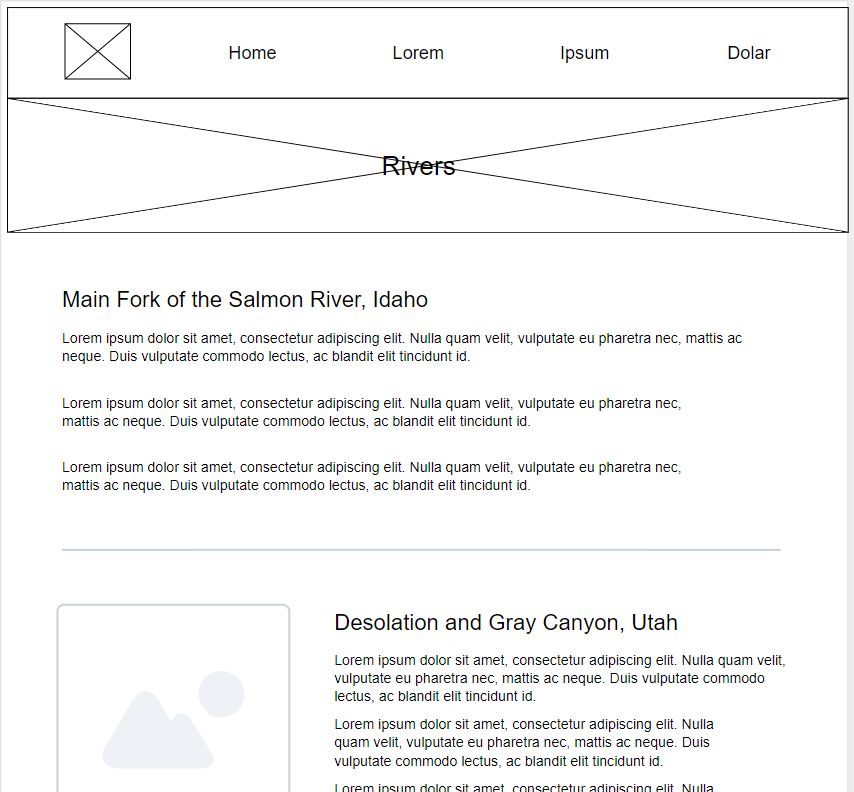 Home Lorem Ipsum Dolar
Rivers
Main Fork of the Salmon River, Idaho
Lorem ipsum dolor sit amet, consectetur adipiscing elit. Nulla quam velit, vulputate eu pharetra nec, mattis ac
neque. Duis vulputate commodo lectus, ac blandit elit tincidunt id.
Lorem ipsum dolor sit amet, consectetur adipiscing elit. Nulla quam velit, vulputate eu pharetra nec,
mattis ac neque. Duis vulputate commodo lectus, ac blandit elit tincidunt id.
Lorem ipsum dolor sit amet, consectetur adipiscing elit. Nulla quam velit, vulputate eu pharetra nec,
mattis ac neque. Duis vulputate commodo lectus, ac blandit elit tincidunt id.
Desolation and Gray Canyon, Utah
Lorem ipsum dolor sit amet, consectetur adipiscing elit. Nulla quam velit,
vulputate eu pharetra nec, mattis ac neque. Duis vulputate commodo
lectus, ac blandit elit tincidunt id.
Lorem ipsum dolor sit amet, consectetur adipiscing elit. Nulla
quam velit, vulputate eu pharetra nec, mattis ac neque. Duis
vulputate commodo lectus, ac blandit elit tincidunt id.
Lorem ipsum dolor sit amet, consectetur adipiscing elit. Nulla